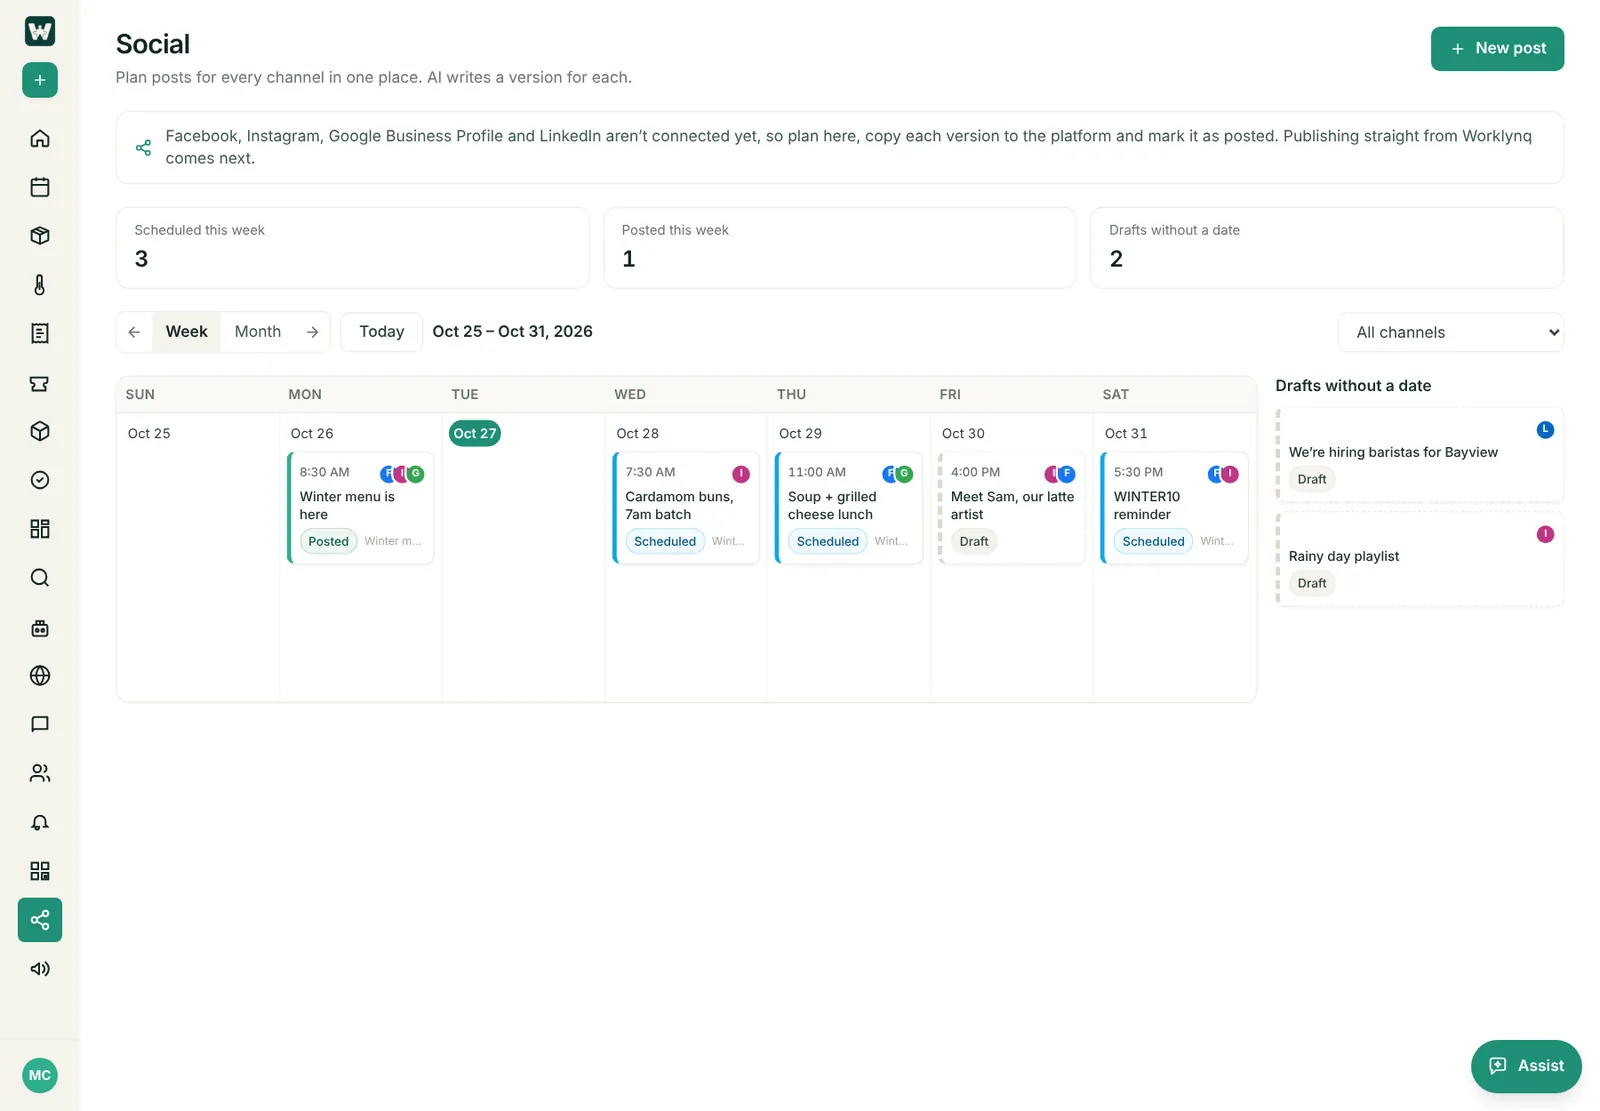 W
Social
Plan posts for every channel in one place. AI writes a version for each.
+ New post
Facebook, Instagram, Google Business Profile and LinkedIn aren’t connected yet, so plan here, copy each version to the platform and mark it as posted. Publishing straight from Worklynq
comes next.
Scheduled this week
3
Posted this week
1
Drafts without a date
2
← Week Month → Today Oct 25 – Oct 31, 2026
All channels
SUN MON TUE WED THU FRI SAT
Oct 25
Oct 26
8:30 AM F I G
Winter menu is
here
Posted Winter m...
Oct 27
Oct 28
7:30 AM I
Cardamom buns,
7am batch
Scheduled Wint...
Oct 29
11:00 AM F G
Soup + grilled
cheese lunch
Scheduled Wint...
Oct 30
4:00 PM I F
Meet Sam, our latte
artist
Draft
Oct 31
5:30 PM F I
WINTER10
reminder
Scheduled Wint...
Drafts without a date
L
We’re hiring baristas for Bayview
Draft
I
Rainy day playlist
Draft
MC
Assist